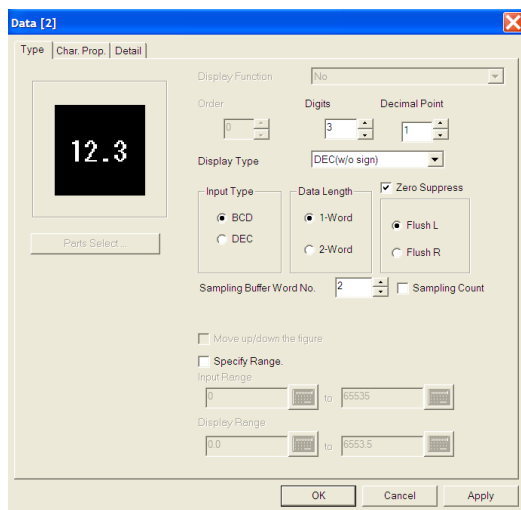 Data [2]
Type Char. Prop. Detail
Display Function No
Order Digits Decimal Point
0 3 1
12.3
Display Type DEC(w/o sign)
Input Type Data Length Zero Suppress
BCD 1-Word Flush L
DEC 2-Word Flush R
Parts Select ...
Sampling Buffer Word No. 2 Sampling Count
Move up/down the figure
Specify Range.
Input Range
0 to 65535
Display Range
0.0 to 6553.5
OK Cancel Apply